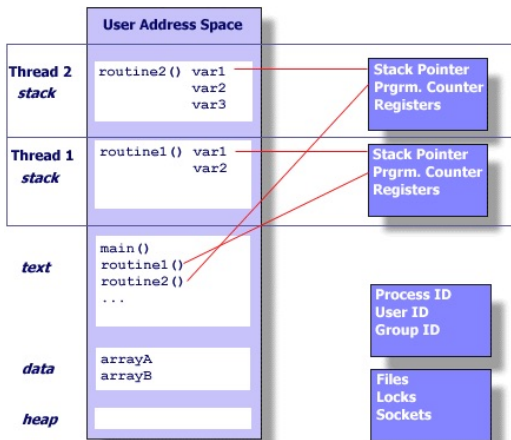 User Address Space
Thread 2
stack
routine2() var1
var2
var3
Stack Pointer
Prgrm. Counter
Registers
Thread 1
stack
routine1() var1
var2
Stack Pointer
Prgrm. Counter
Registers
text
main()
routine1()
routine2()
...
Process ID
User ID
Group ID
data
arrayA
arrayB
Files
Locks
Sockets
heap